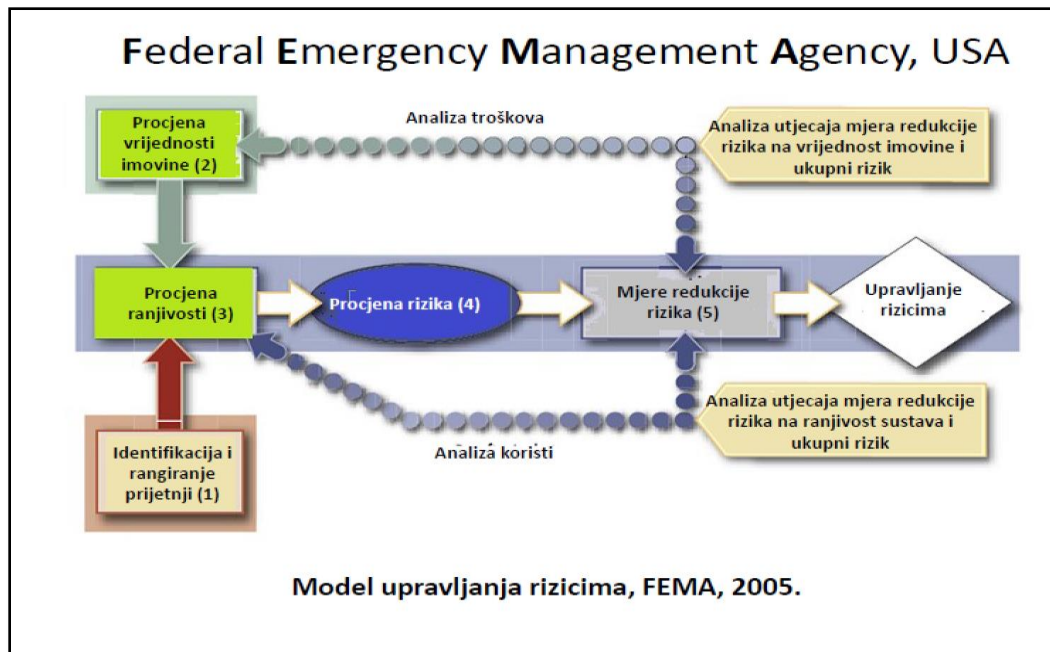 Federal Emergency Management Agency, USA
Procjena
vrijednosti
imovine (2)
Analiza troškova
Analiza utjecaja mjera redukcije
rizika na vrijednost imovine i
ukupni rizik
Procjena
ranjivosti (3)
Procjena rizika (4)
Mjere redukcije
rizika (5)
Upravljanje
rizicima
Identifikacija i
rangiranje
prijetnji (1)
Analiza koristi
Analiza utjecaja mjera redukcije
rizika na ranjivost sustava i
ukupni rizik
Model upravljanja rizicima, FEMA, 2005.